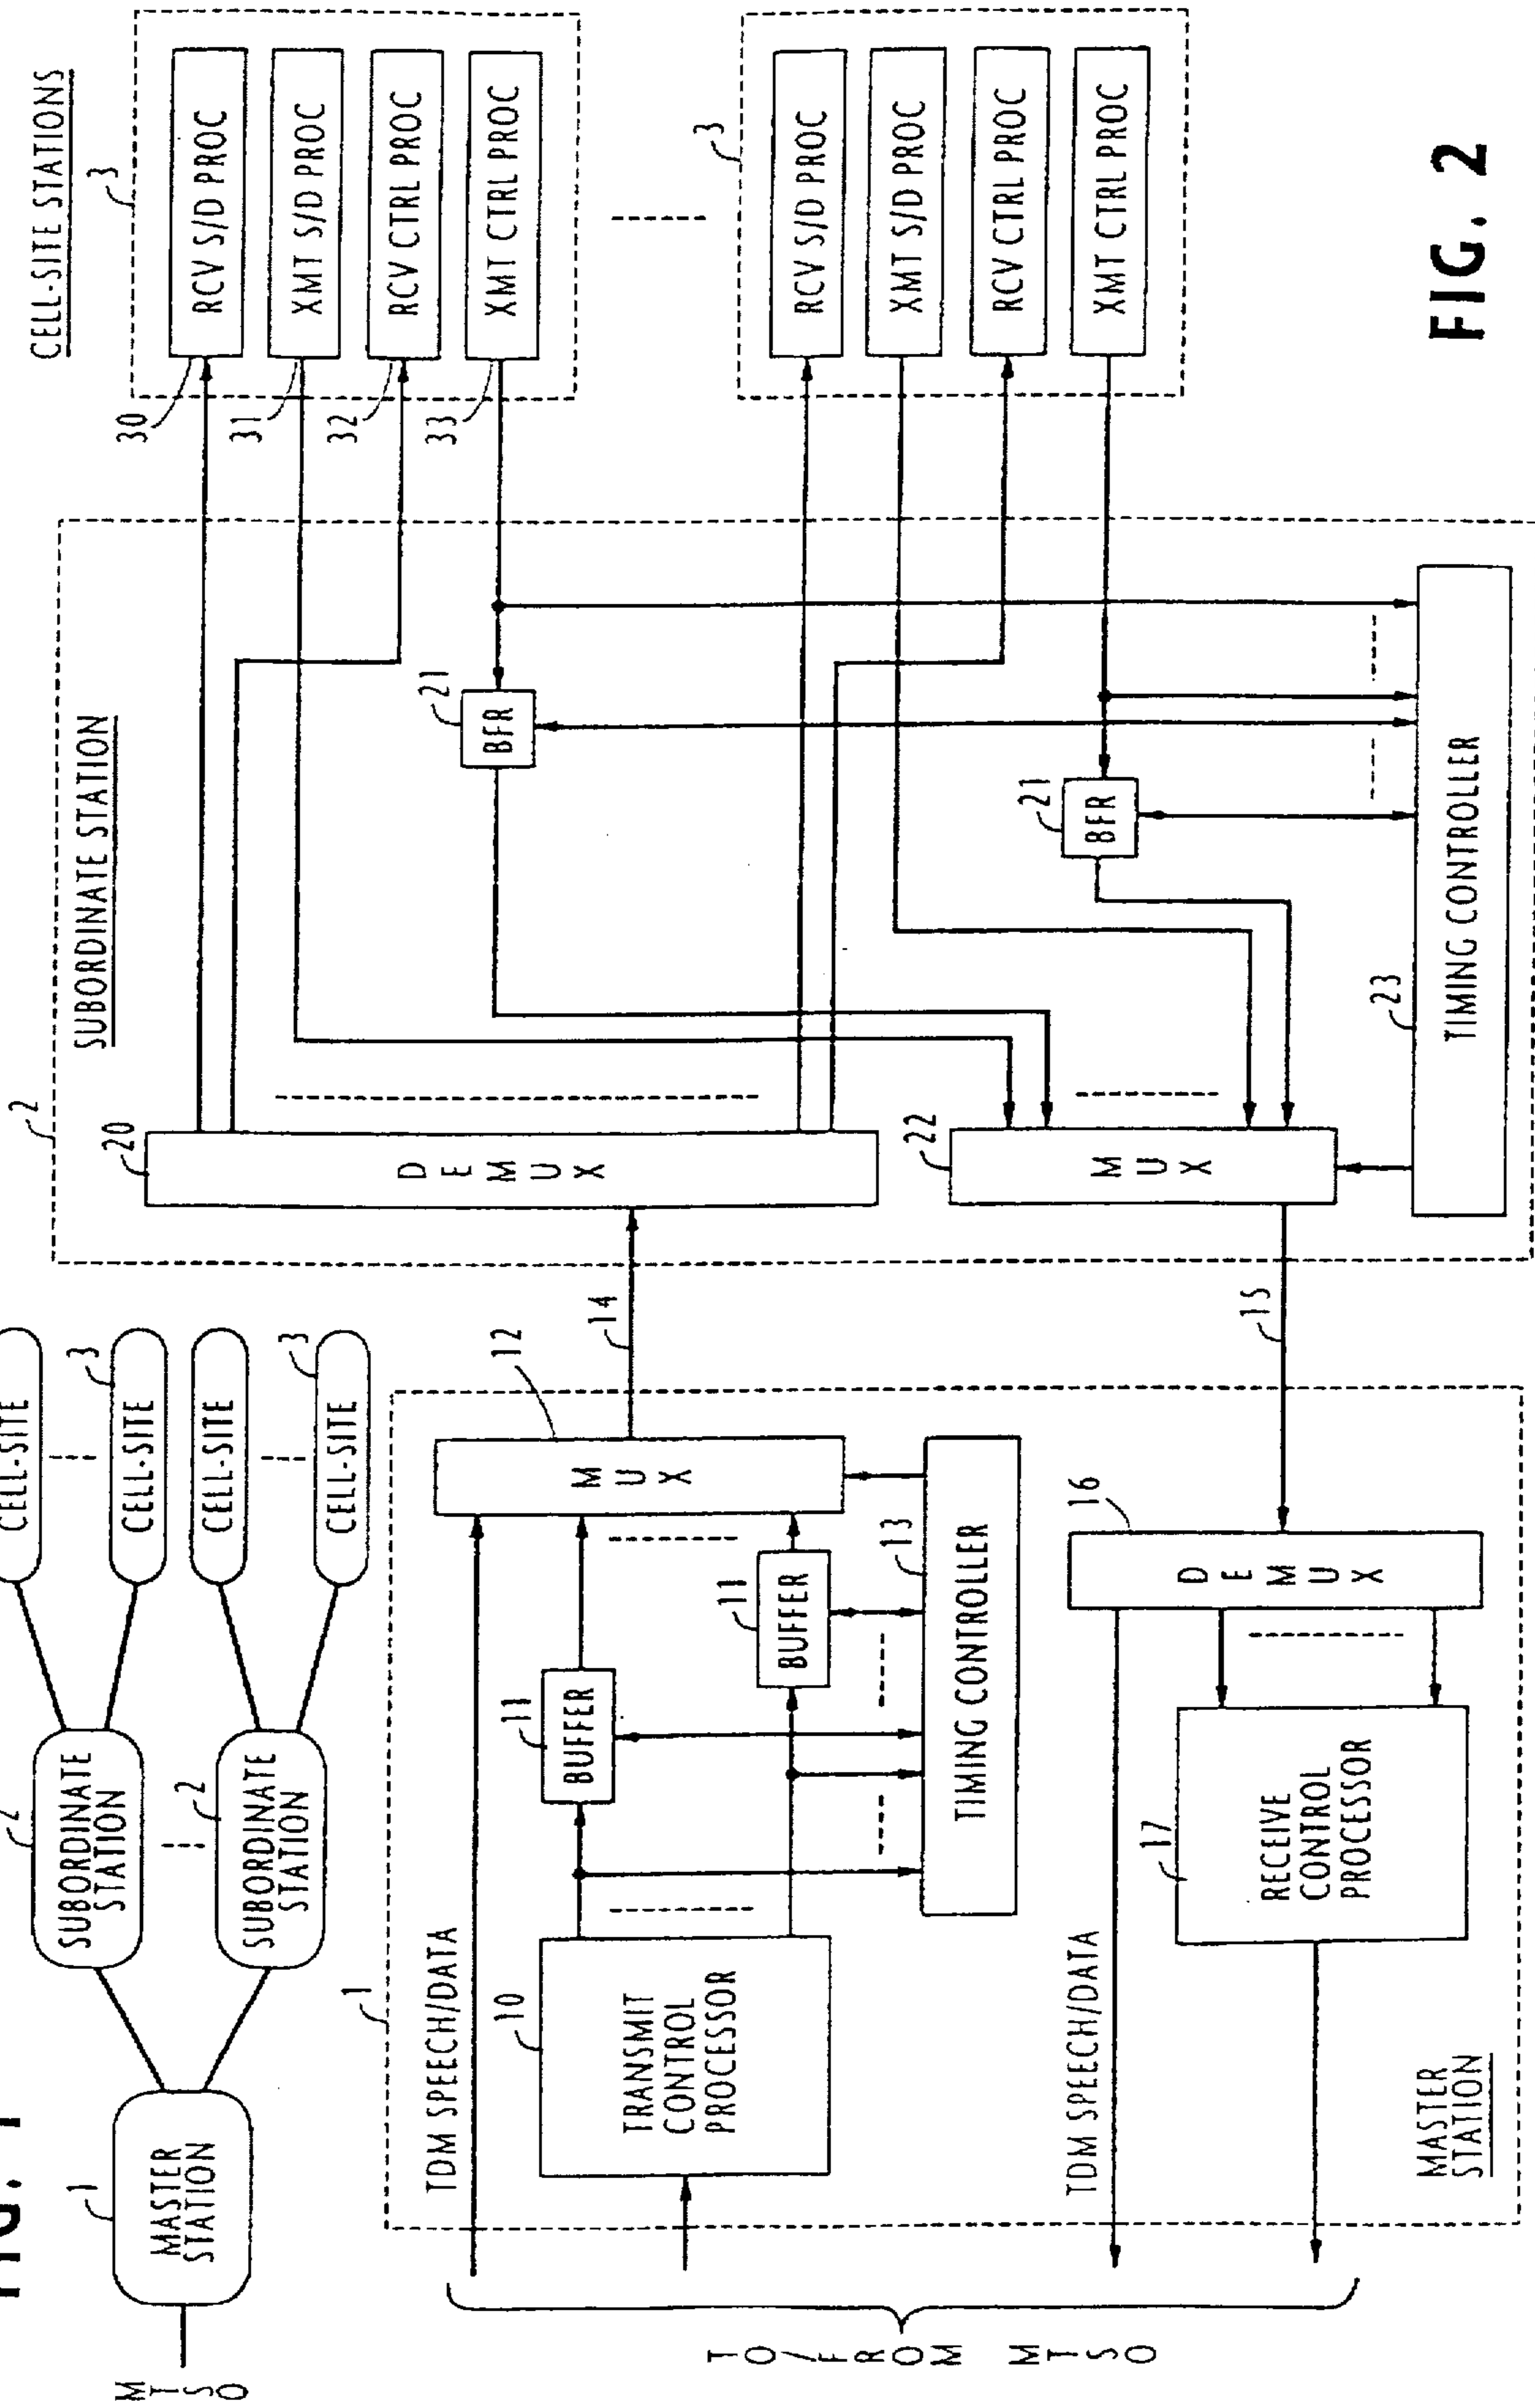 FIG. 1
MTSO
1
MASTER
STATION
2
SUBORDINATE
STATION
2
SUBORDINATE
STATION
CELL-SITE
3
CELL-SITE
CELL-SITE
3
CELL-SITE
TO/FROM MTSO
1
TDM SPEECH/DATA
10
TRANSMIT
CONTROL
PROCESSOR
11
BUFFER
11
BUFFER
12
MUX
13
TIMING CONTROLLER
14
TDM SPEECH/DATA
15
16
DEMUX
17
RECEIVE
CONTROL
PROCESSOR
MASTER
STATION
2
SUBORDINATE STATION
20
DEMUX
21
BFR
21
BFR
22
MUX
23
TIMING CONTROLLER
CELL-SITE STATIONS
3
30
RCV S/D PROC
31
XMT S/D PROC
32
RCV CTRL PROC
33
XMT CTRL PROC
3
RCV S/D PROC
XMT S/D PROC
RCV CTRL PROC
XMT CTRL PROC
FIG. 2